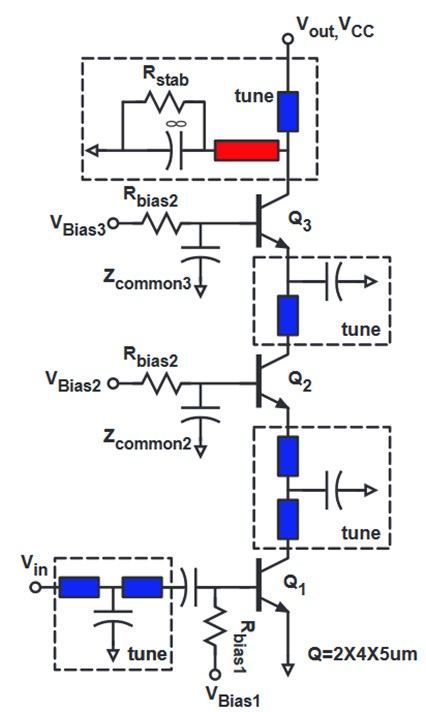 Vout,VCC
Rstab
∞
tune
Rbias2
VBias3
Q3
Zcommon3
tune
Rbias2
VBias2
Q2
Zcommon2
tune
Vin
Q1
Rbias1
tune
Q=2X4X5um
VBias1